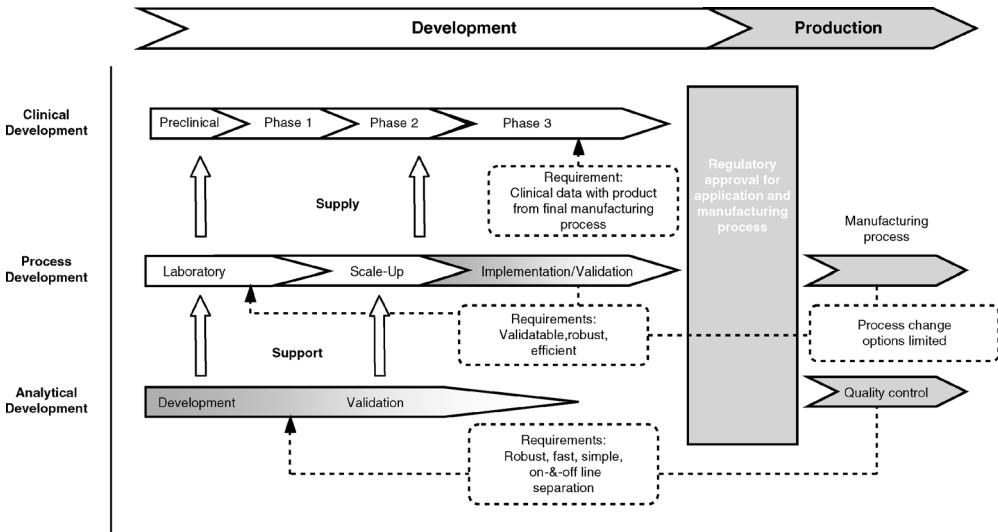 Development
Production
Clinical
Development
Preclinical
Phase 1
Phase 2
Phase 3
Requirement:
Clinical data with product
from final manufacturing
process
Supply
Regulatory
approval for
application and
manufacturing
process
Manufacturing
process
Process
Development
Laboratory
Scale-Up
Implementation/Validation
Requirements:
Validatable,robust,
efficient
Process change
options limited
Support
Analytical
Development
Development
Validation
Quality control
Requirements:
Robust, fast, simple,
on-&-off line
separation